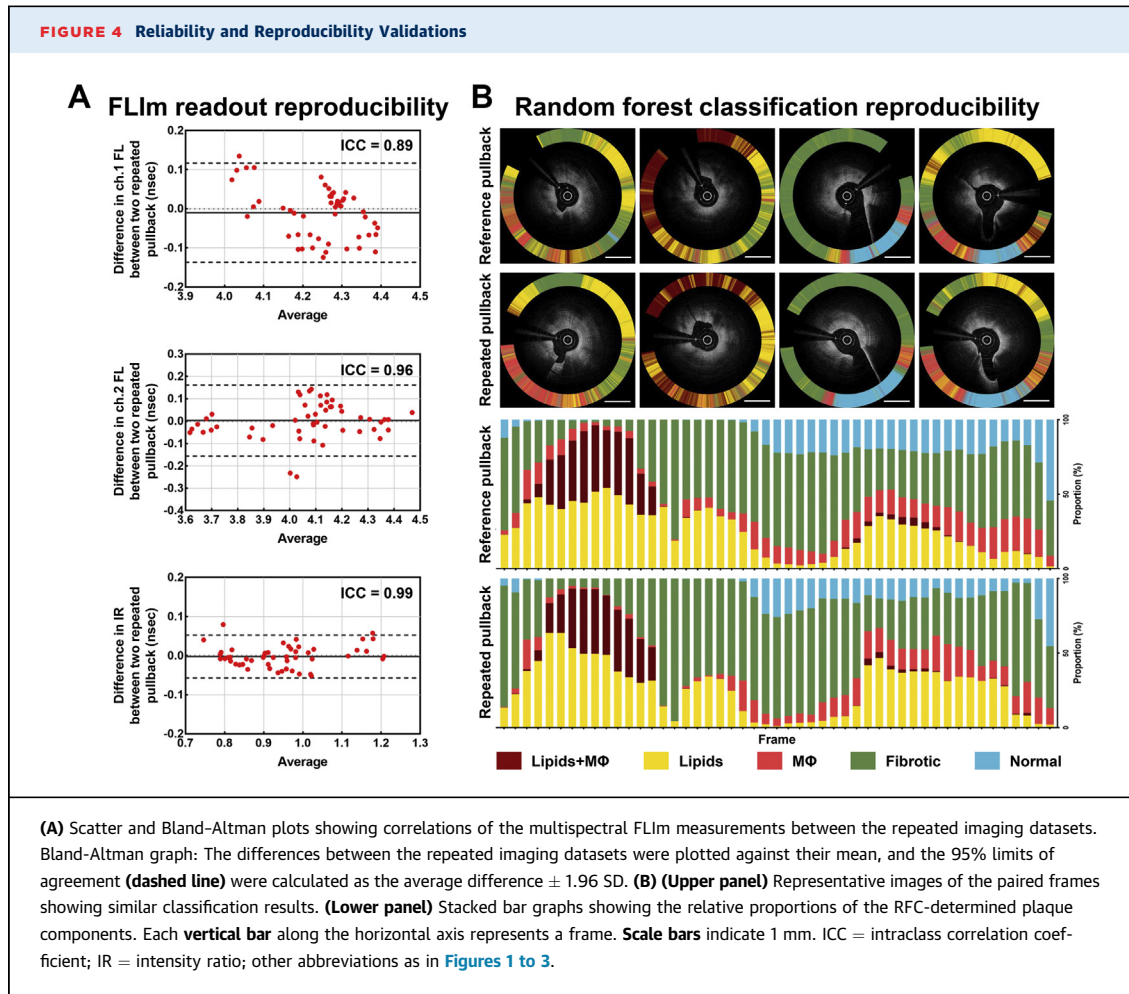 FIGURE 4 Reliability and Reproducibility Validations
A FLIm readout reproducibility
Difference in ch.1 FL
between two repeated
pullback (nsec)
0.2
0.1
0.0
-0.1
-0.2
ICC = 0.89
3.9 4.0 4.1 4.2 4.3 4.4 4.5
Average
Difference in ch.2 FL
between two repeated
pullback (nsec)
0.3
0.2
0.1
0.0
-0.1
-0.2
-0.3
-0.4
ICC = 0.96
3.6 3.7 3.8 3.9 4.0 4.1 4.2 4.3 4.4 4.5
Average
Difference in IR
between two repeated
pullback (nsec)
0.2
0.1
0.0
-0.1
-0.2
ICC = 0.99
0.7 0.8 0.9 1.0 1.1 1.2 1.3
Average
B Random forest classification reproducibility
Reference pullback
Repeated pullback
Reference pullback
100
50
0
Proportion (%)
Repeated pullback
100
50
0
Proportion (%)
Frame
Lipids+MΦ Lipids MΦ Fibrotic Normal
(A) Scatter and Bland-Altman plots showing correlations of the multispectral FLIm measurements between the repeated imaging datasets.
Bland-Altman graph: The differences between the repeated imaging datasets were plotted against their mean, and the 95% limits of
agreement (dashed line) were calculated as the average difference ± 1.96 SD. (B) (Upper panel) Representative images of the paired frames
showing similar classification results. (Lower panel) Stacked bar graphs showing the relative proportions of the RFC-determined plaque
components. Each vertical bar along the horizontal axis represents a frame. Scale bars indicate 1 mm. ICC = intraclass correlation coef-
ficient; IR = intensity ratio; other abbreviations as in Figures 1 to 3.